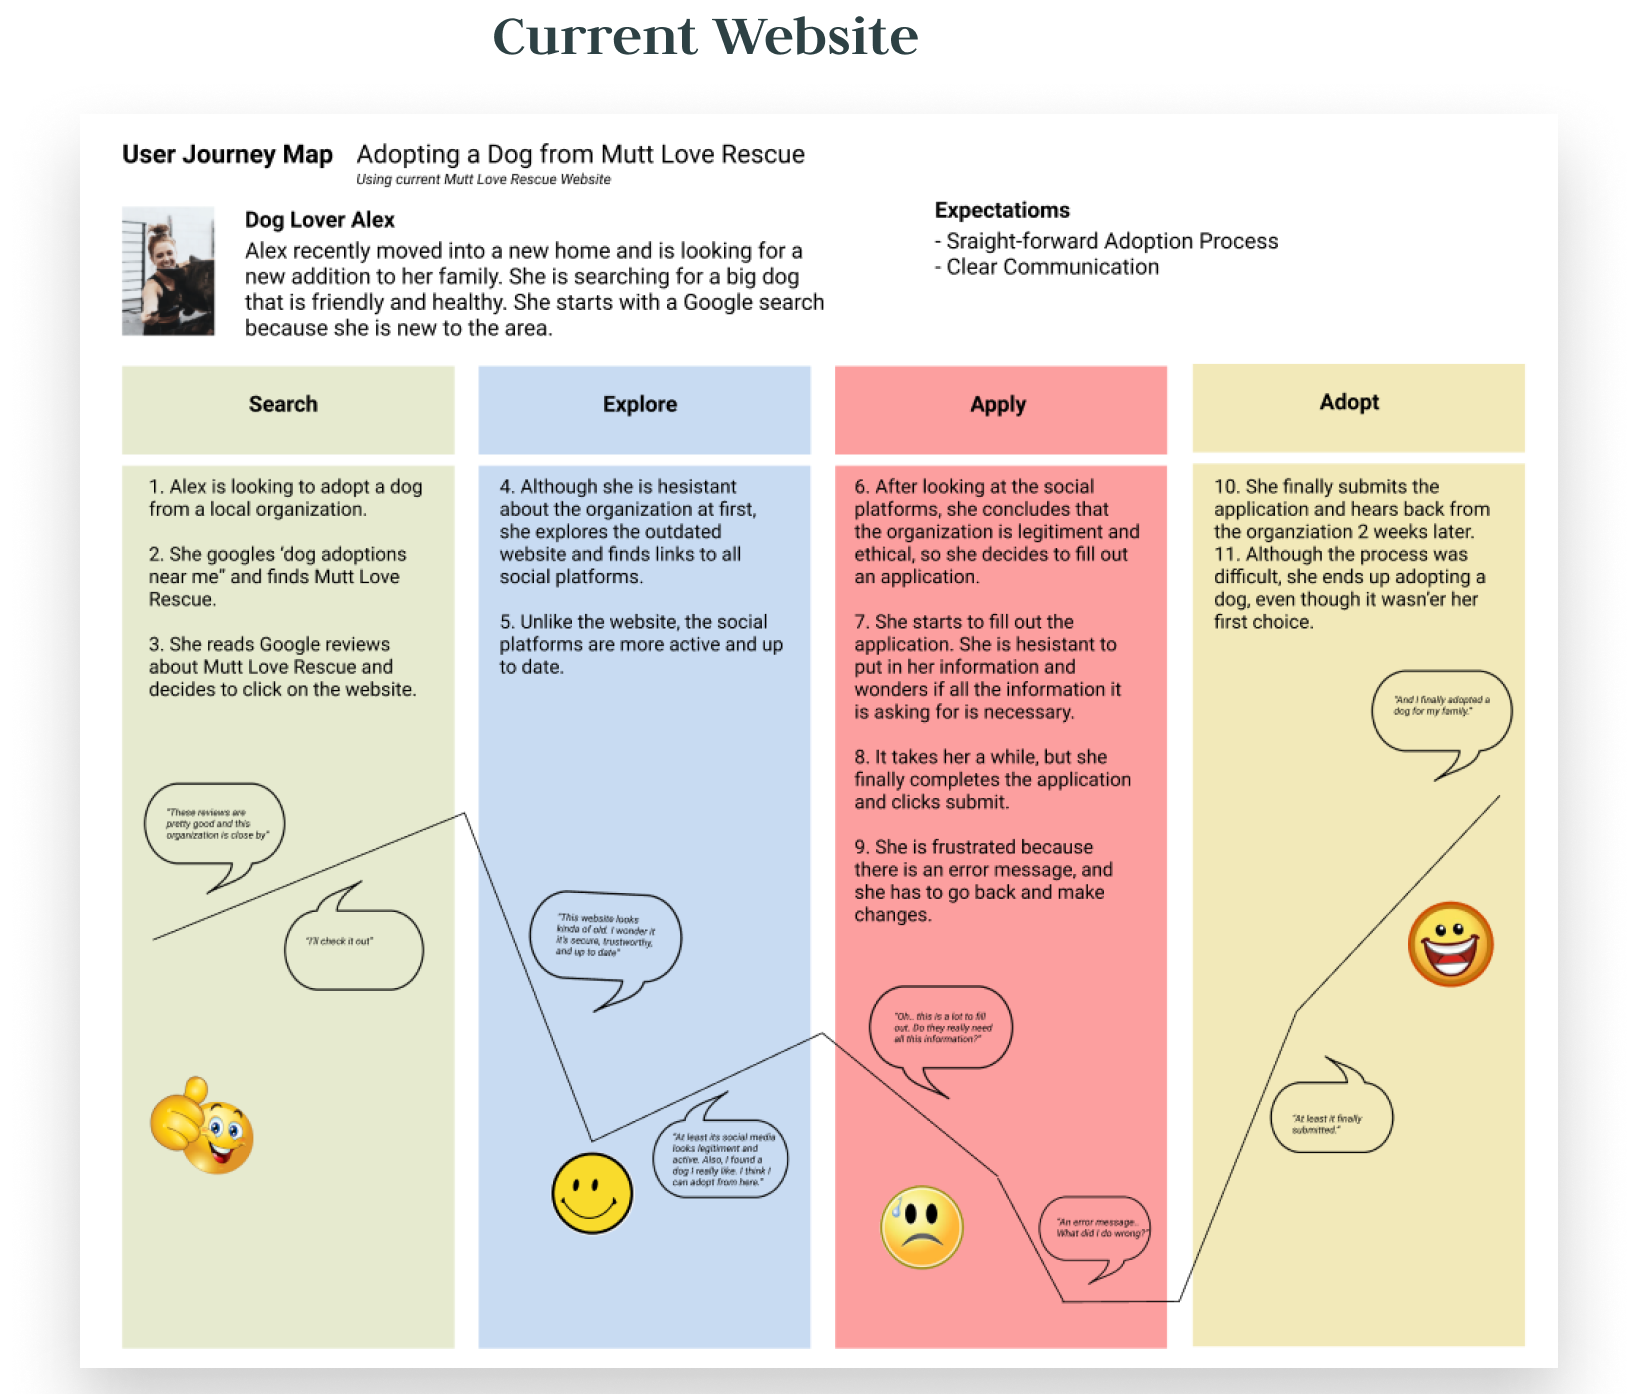 Current Website
User Journey Map
Adopting a Dog from Mutt Love Rescue
Using current Mutt Love Rescue Website
Dog Lover Alex
Alex recently moved into a new home and is looking for a
new addition to her family. She is searching for a big dog
that is friendly and healthy. She starts with a Google search
because she is new to the area.
Expectatioms
- Sraight-forward Adoption Process
- Clear Communication
Search
1. Alex is looking to adopt a dog
from a local organization.
2. She googles ‘dog adoptions
near me” and finds Mutt Love
Rescue.
3. She reads Google reviews
about Mutt Love Rescue and
decides to click on the website.
"These reviews are
pretty good and this
organization is close by"
"I'll check it out"
Explore
4. Although she is hesistant
about the organization at first,
she explores the outdated
website and finds links to all
social platforms.
5. Unlike the website, the social
platforms are more active and up
to date.
"This website looks
kinda of old. I wonder it
it's secure, trustworthy,
and up to date"
"At least its social media
looks legitiment and
active. Also, I found a
dog I really like. I think I
can adopt from here."
Apply
6. After looking at the social
platforms, she concludes that
the organization is legitiment and
ethical, so she decides to fill out
an application.
7. She starts to fill out the
application. She is hesistant to
put in her information and
wonders if all the information it
is asking for is necessary.
8. It takes her a while, but she
finally completes the application
and clicks submit.
9. She is frustrated because
there is an error message, and
she has to go back and make
changes.
"Oh.. this is a lot to fill
out. Do they really need
all this information?"
"An error message..
What did I do wrong?"
Adopt
10. She finally submits the
application and hears back from
the organziation 2 weeks later.
11. Although the process was
difficult, she ends up adopting a
dog, even though it wasn’er her
first choice.
"And I finally adopted a
dog for my family."
"At least it finally
submitted."